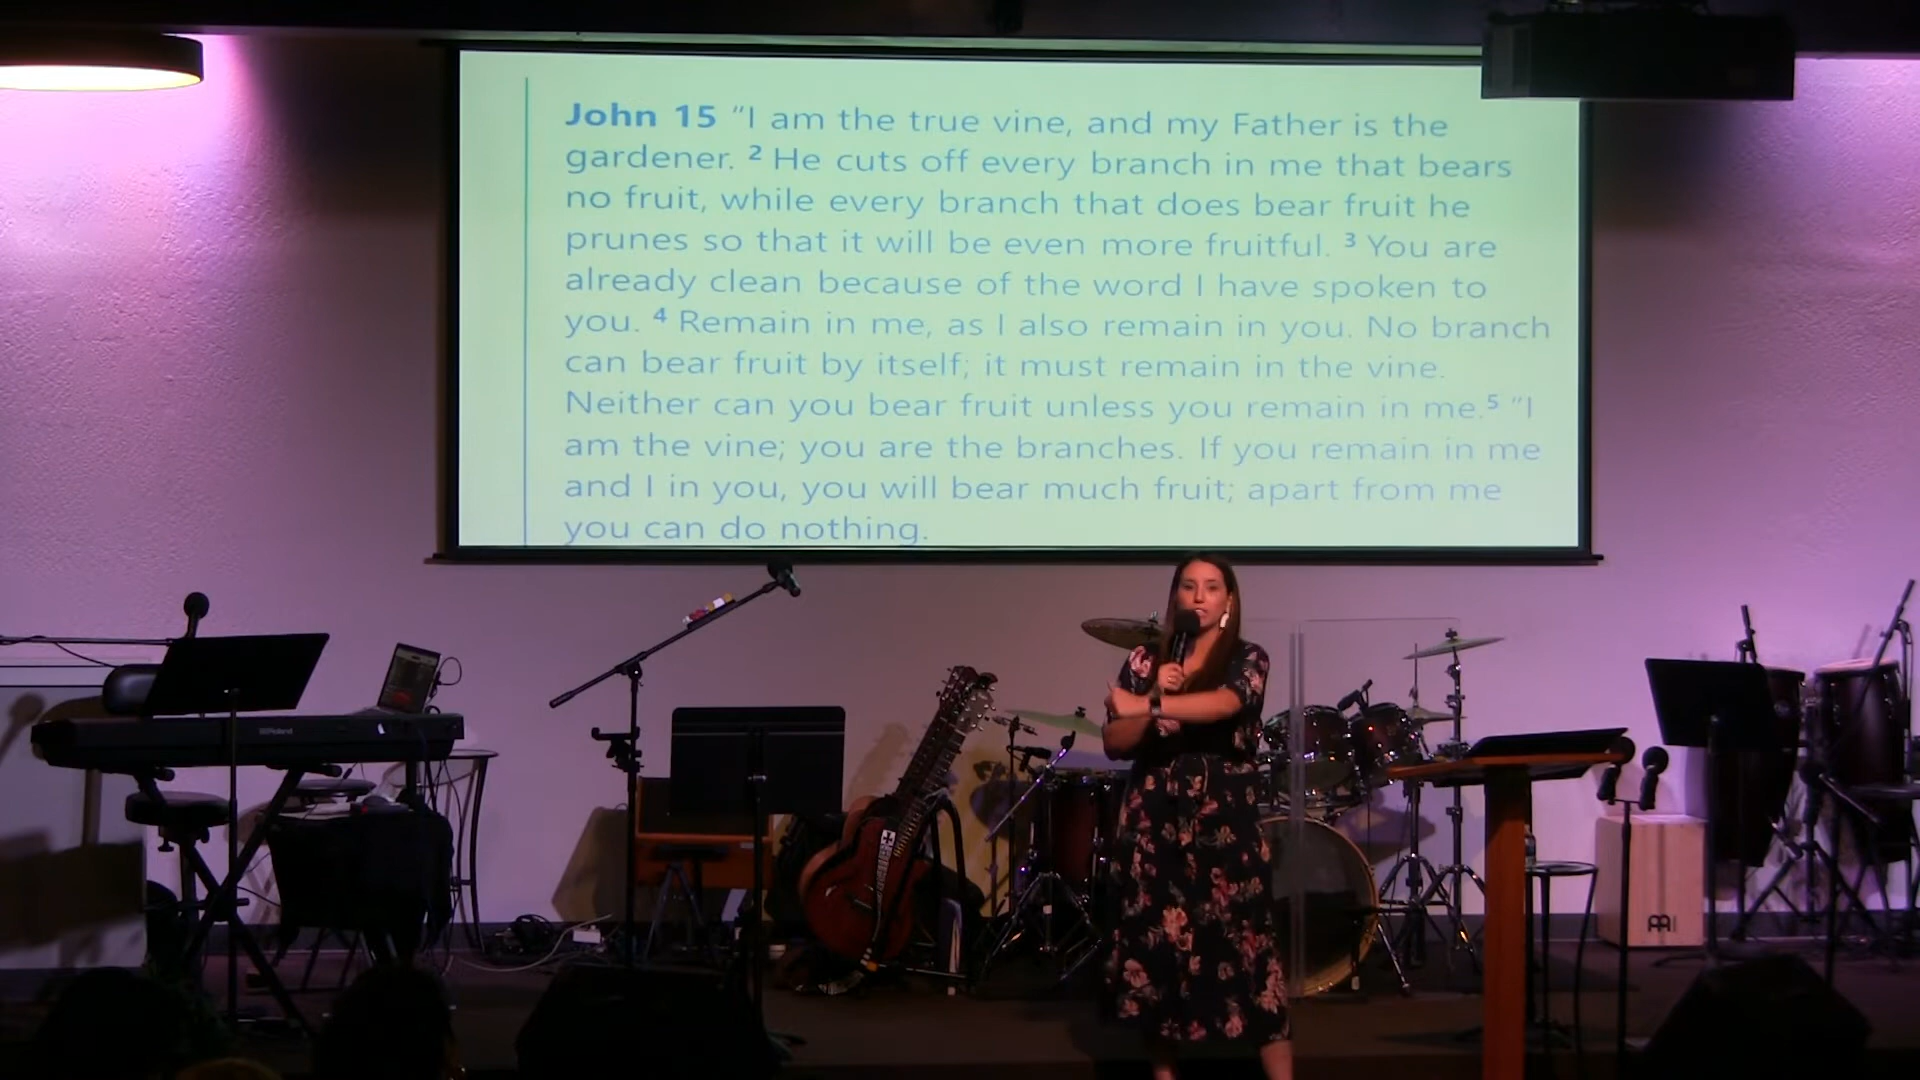 John 15 "I am the true vine, and my Father is the
gardener. 2 He cuts off every branch in me that bears
no fruit, while every branch that does bear fruit he
prunes so that it will be even more fruitful. 3 You are
already clean because of the word I have spoken to
you. 4 Remain in me, as I also remain in you. No branch
can bear fruit by itself; it must remain in the vine.
Neither can you bear fruit unless you remain in me.5 "I
am the vine; you are the branches. If you remain in me
and I in you, you will bear much fruit; apart from me
you can do nothing.
Roland